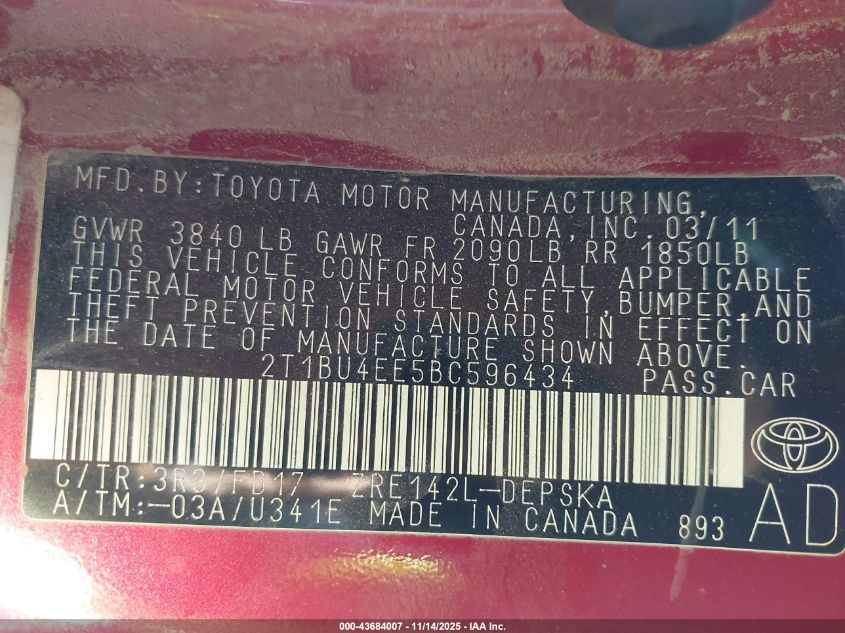 MFD.BY:TOYOTA MOTOR MANUFACTURING,
CANADA,INC. 03/11
GVWR 3840 LB GAWR FR 2090LB RR 1850LB
THIS VEHICLE CONFORMS TO ALL APPLICABLE
FEDERAL MOTOR VEHICLE SAFETY,BUMPER,AND
THEFT PREVENTION STANDARDS IN EFFECT ON
THE DATE OF MANUFACTURE SHOWN ABOVE.
2T1BU4EE5BC596434 PASS.CAR
C/TR:3R3/FD17 ZRE142L-DEPSKA
A/TM:-03A/U341E MADE IN CANADA 893 AD
000-43684007 - 11/14/2025 - IAA Inc.